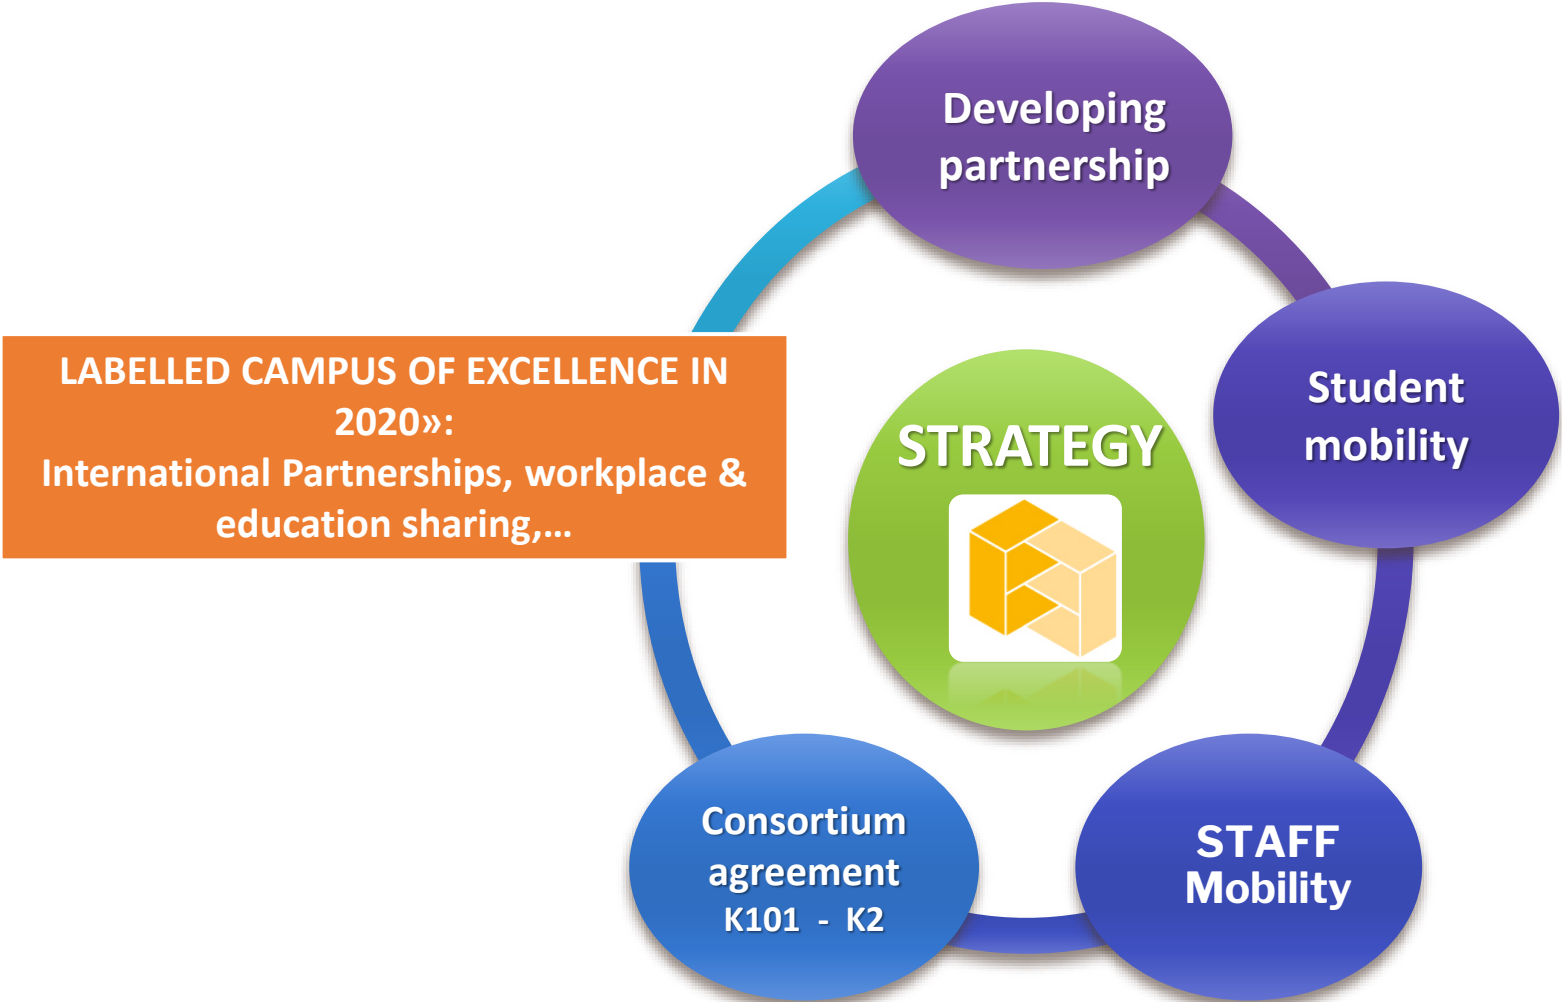 Developing
partnership
Student
mobility
STAFF
Mobility
Consortium
agreement
K101 - K2
LABELLED CAMPUS OF EXCELLENCE IN
2020»:
International Partnerships, workplace &
education sharing,...
STRATEGY